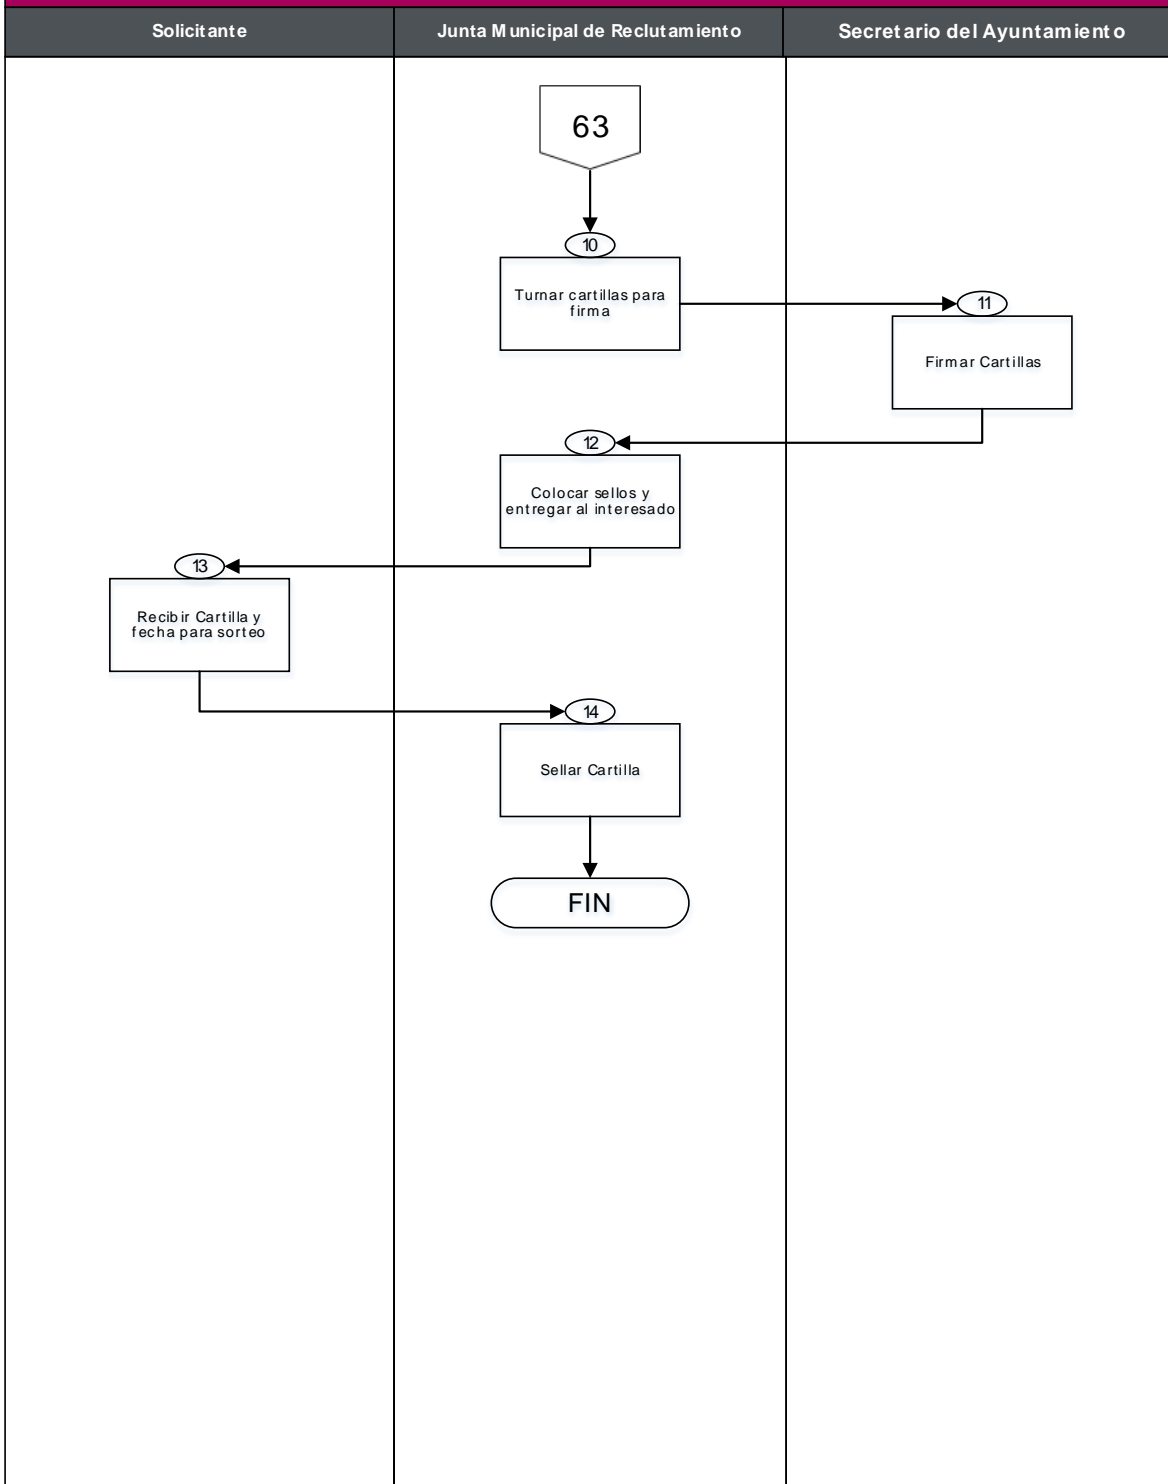 Solicitante
Junta Municipal de Reclutamiento
Secretario del Ayuntamiento
63
10
Turnar cartillas para
firma
11
Firmar Cartillas
12
Colocar sellos y
entregar al interesado
13
Recibir Cartilla y
fecha para sorteo
14
Sellar Cartilla
FIN